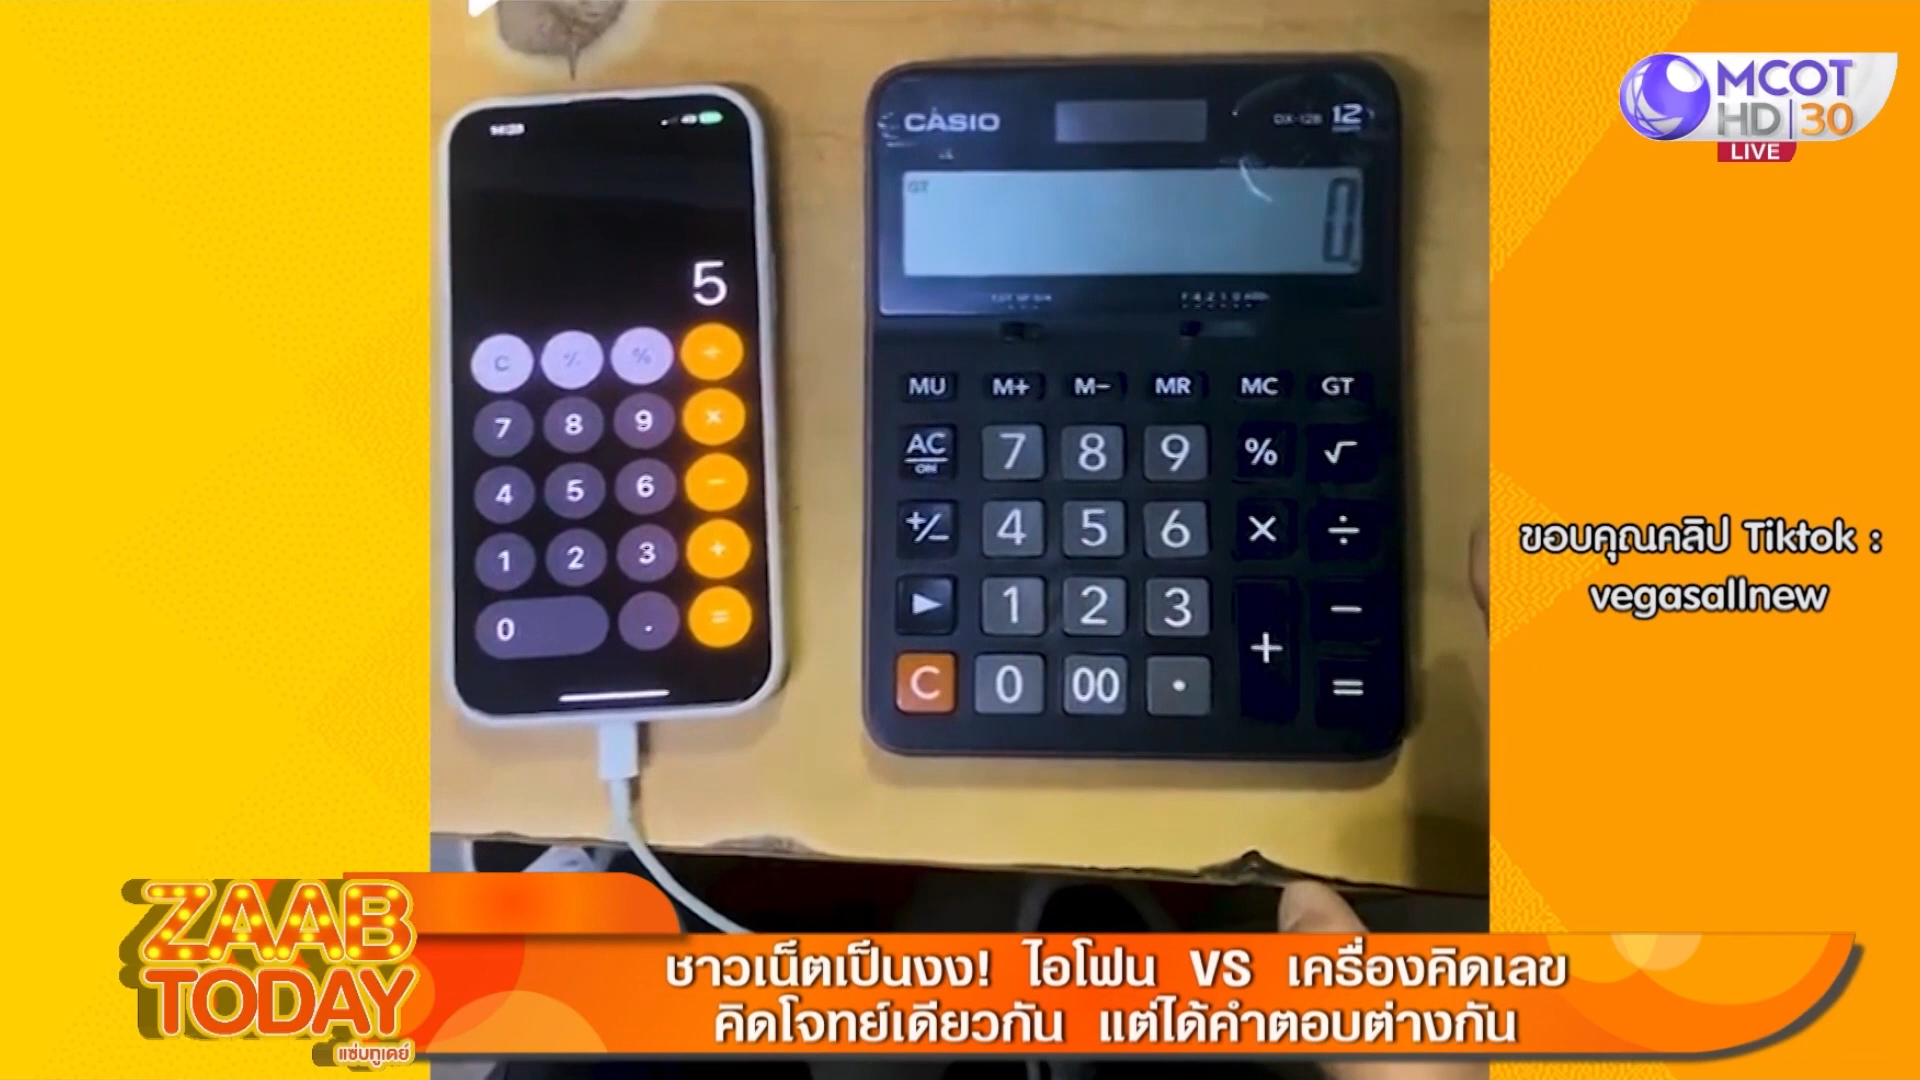 MCOT
HD 30
LIVE
CASIO
DX-12B 12
GT
0
5
C % ÷
7 8 9 ×
4 5 6 −
1 2 3 +
0 . =
MU M+ M− MR MC GT
AC 7 8 9 % √
ON
+/− 4 5 6 × ÷
▶ 1 2 3 −
+
C 0 00 · =
ขอบคุณคลิป Tiktok :
vegasallnew
ZAAB
TODAY
แซ่บทูเดย์
ชาวเน็ตเป็นงง! ไอโฟน VS เครื่องคิดเลข
คิดโจทย์เดียวกัน แต่ได้คำตอบต่างกัน